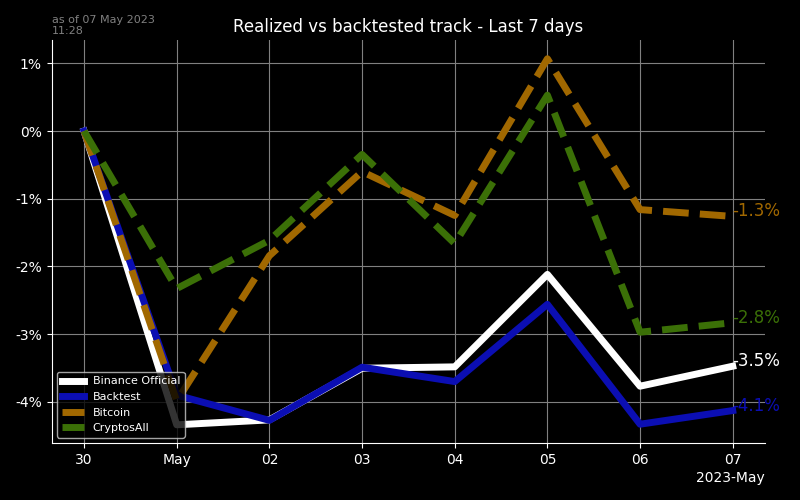 as of 07 May 2023
11:28
Realized vs backtested track - Last 7 days
1%
0%
-1%
-2%
-3%
-4%
-1.3%
-2.8%
-3.5%
-4.1%
Binance Official
Backtest
Bitcoin
CryptosAll
30 May 02 03 04 05 06 07
2023-May